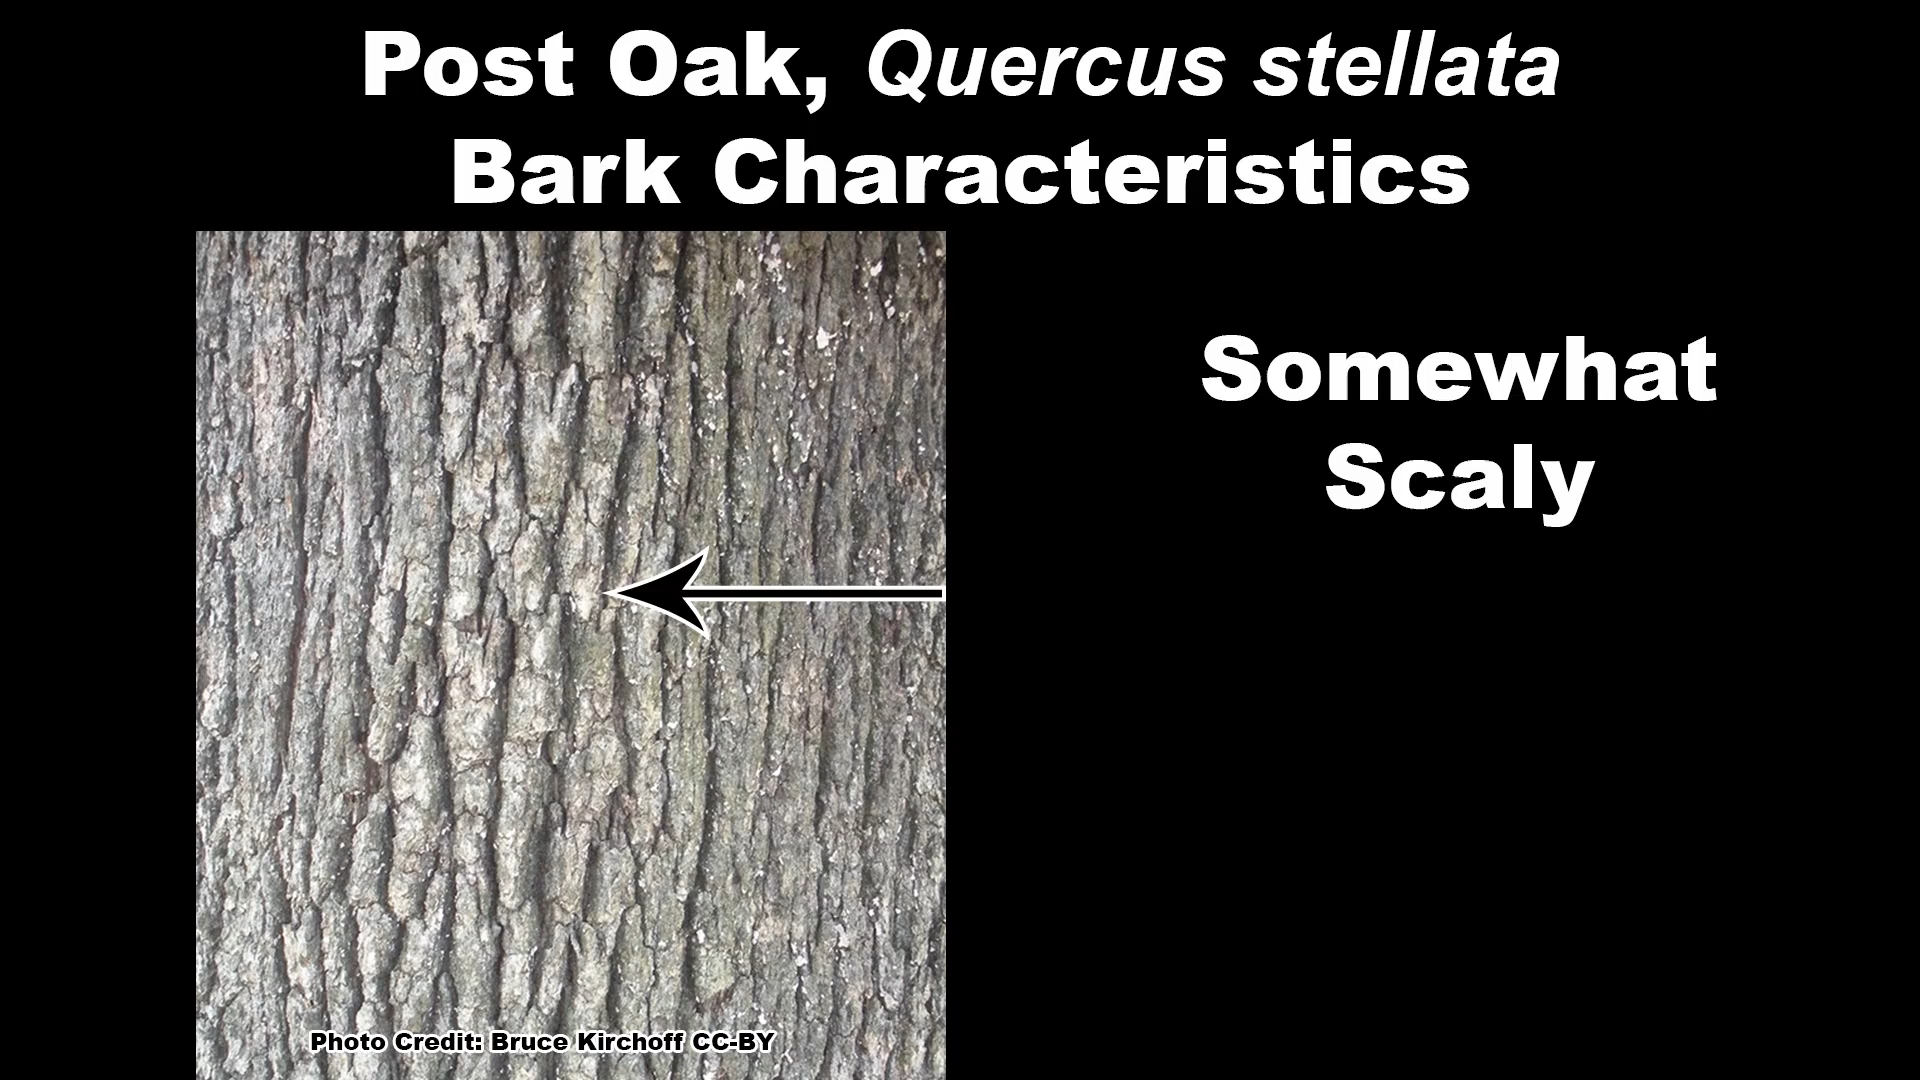 Post Oak, Quercus stellata
Bark Characteristics
Somewhat
Scaly
Photo Credit: Bruce Kirchoff CC-BY